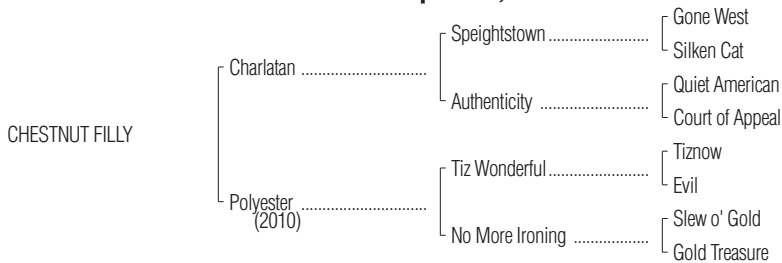 Gone West
Speightstown
Silken Cat
Charlatan
Quiet American
Authenticity
Court of Appeal
CHESTNUT FILLY
Tiznow
Tiz Wonderful
Evil
Polyester
(2010)
Slew o' Gold
No More Ironing
Gold Treasure